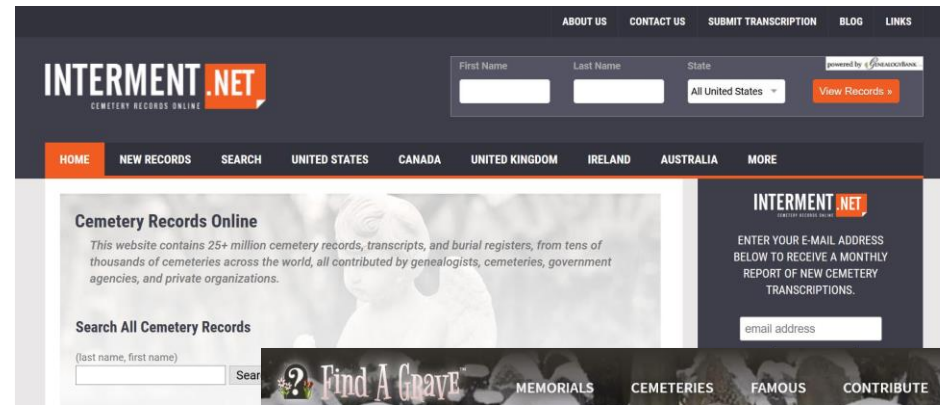 ABOUT US CONTACT US SUBMIT TRANSCRIPTION BLOG LINKS
INTERMENT.NET
CEMETERY RECORDS ONLINE
First Name Last Name State powered by GENEALOGYBANK
All United States View Records »
HOME NEW RECORDS SEARCH UNITED STATES CANADA UNITED KINGDOM IRELAND AUSTRALIA MORE
Cemetery Records Online
This website contains 25+ million cemetery records, transcripts, and burial registers, from tens of
thousands of cemeteries across the world, all contributed by genealogists, cemeteries, government
agencies, and private organizations.
Search All Cemetery Records
(last name, first name)
Sear
INTERMENT.NET
CEMETERY RECORDS ONLINE
ENTER YOUR E-MAIL ADDRESS
BELOW TO RECEIVE A MONTHLY
REPORT OF NEW CEMETERY
TRANSCRIPTIONS.
email address
Find A GRAVE™ MEMORIALS CEMETERIES FAMOUS CONTRIBUTE